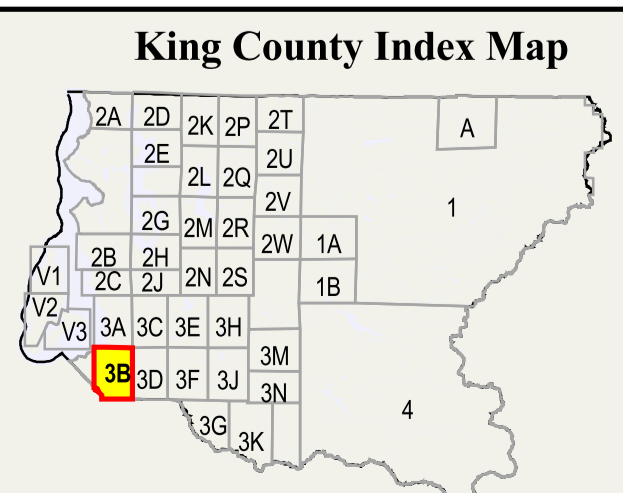 King County Index Map
2A 2D 2K 2P 2T A
2E 2U
2L 2Q
2V 1
2G 2M 2R
2W 1A
2B 2H
V1 2C 2J 2N 2S 1B
V2
V3 3A 3C 3E 3H
3M
3B 3D 3F 3J
3N
4
3G 3K